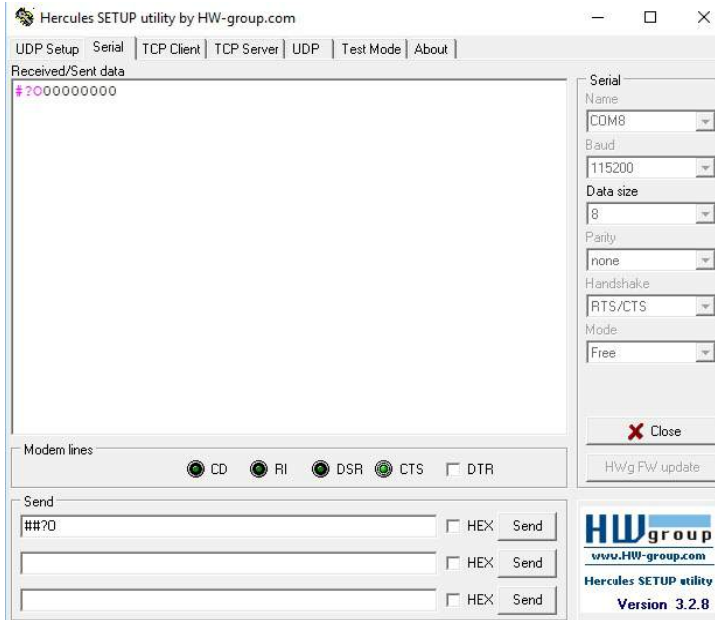 Hercules SETUP utility by HW-group.com
UDP Setup Serial TCP Client TCP Server UDP Test Mode About
Received/Sent data
#?O00000000
Serial
Name
COM8
Baud
115200
Data size
8
Parity
none
Handshake
RTS/CTS
Mode
Free
Close
HWg FW update
Modem lines
CD RI DSR CTS DTR
Send
##?O HEX Send
HEX Send
HEX Send
HWgroup
www.HW-group.com
Hercules SETUP utility
Version 3.2.8